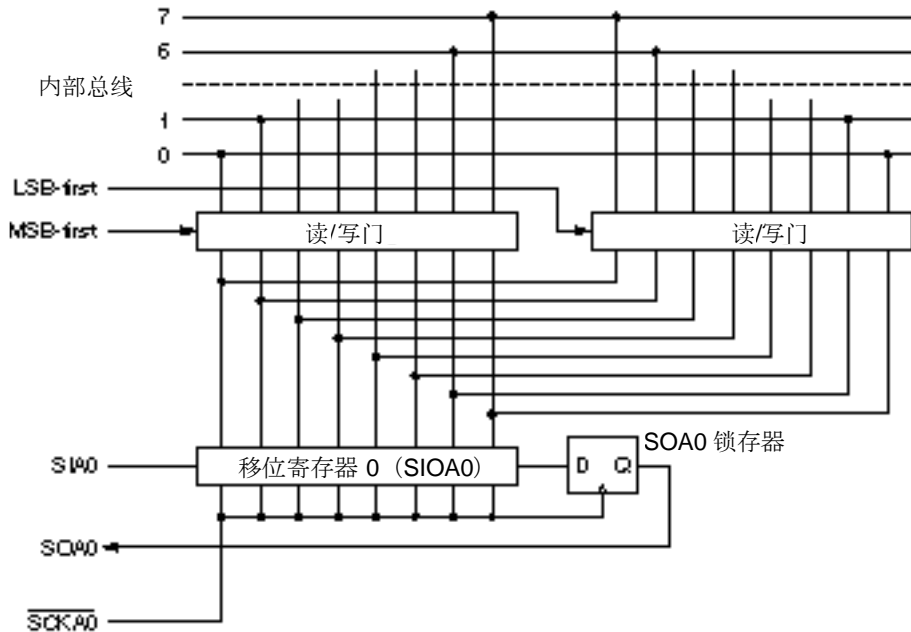 7
6
内部总线
1
0
LSB-first
MSB-first
读/写门
读/写门
SOA0 锁存器
SIA0
移位寄存器 0（SIOA0）
D Q
SOA0
SCKA0